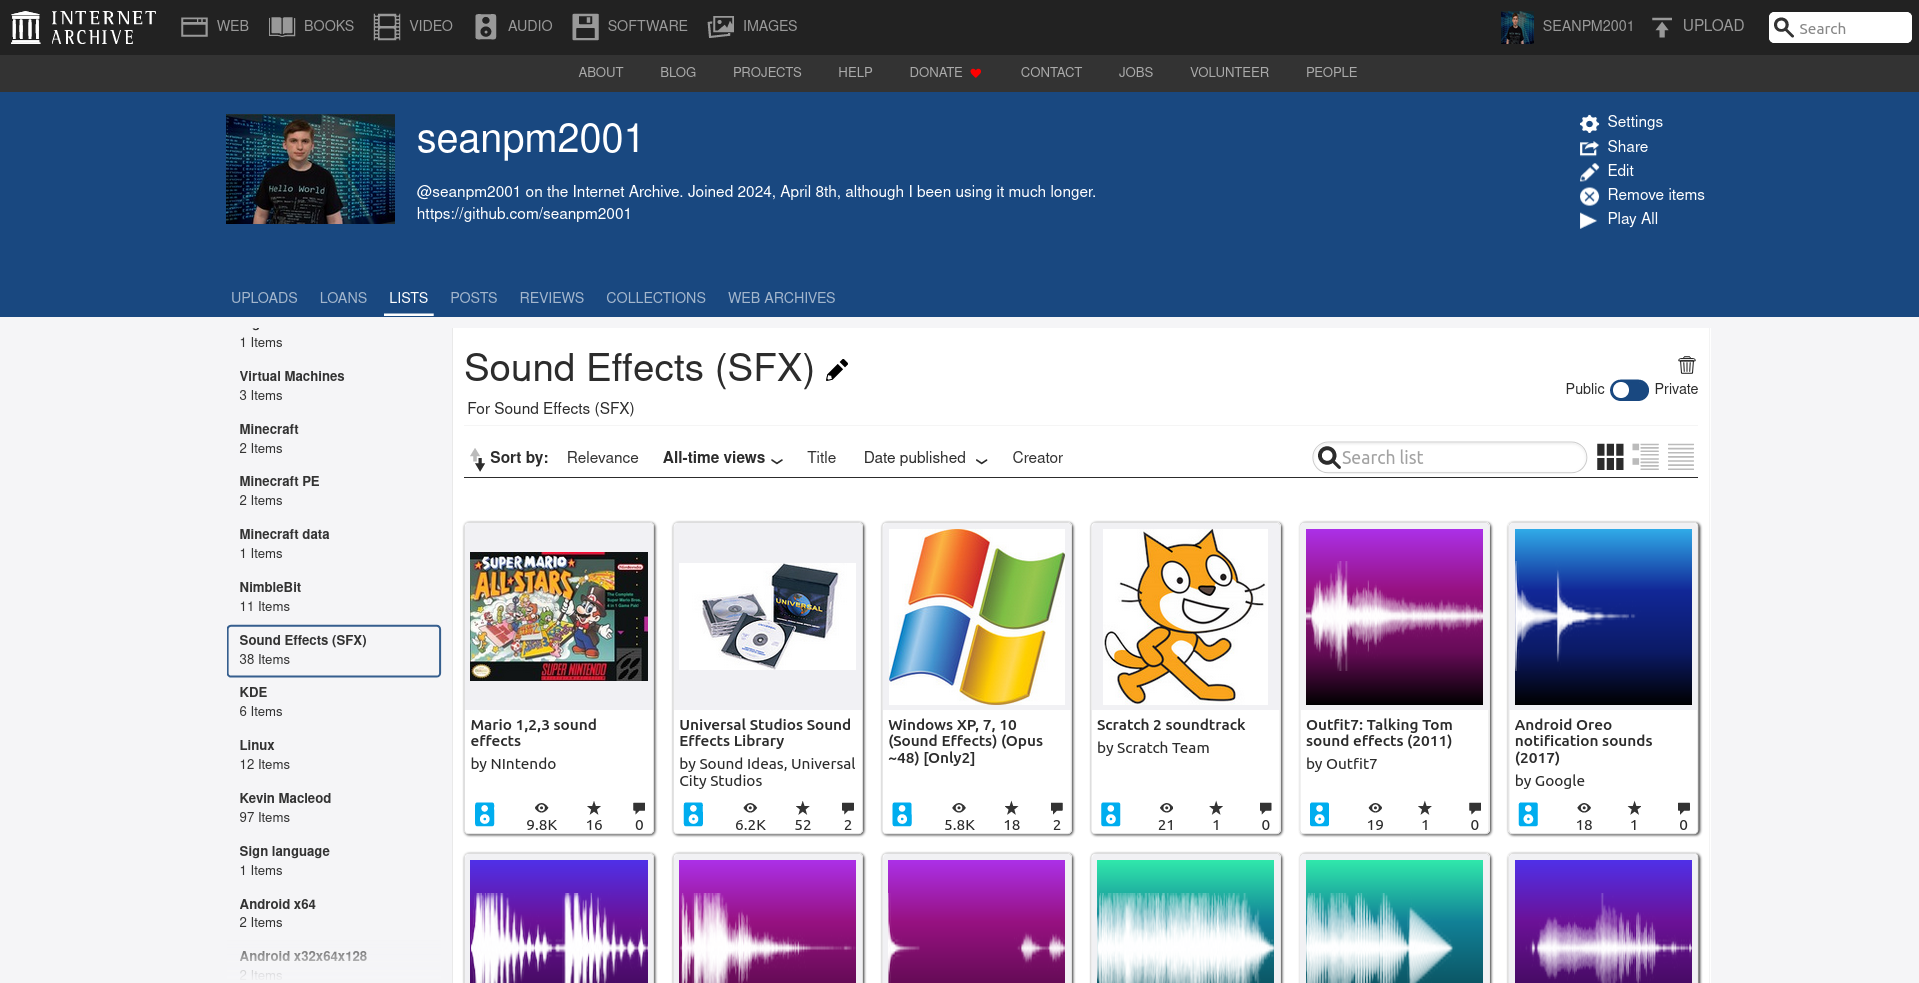 INTERNET ARCHIVE
WEB BOOKS VIDEO AUDIO SOFTWARE IMAGES
SEANPM2001 UPLOAD Search
ABOUT BLOG PROJECTS HELP DONATE CONTACT JOBS VOLUNTEER PEOPLE
Hello World
seanpm2001
@seanpm2001 on the Internet Archive. Joined 2024, April 8th, although I been using it much longer.
https://github.com/seanpm2001
Settings
Share
Edit
Remove items
Play All
UPLOADS LOANS LISTS POSTS REVIEWS COLLECTIONS WEB ARCHIVES
1 Items
Virtual Machines
3 Items
Minecraft
2 Items
Minecraft PE
2 Items
Minecraft data
1 Items
NimbleBit
11 Items
Sound Effects (SFX)
38 Items
KDE
6 Items
Linux
12 Items
Kevin Macleod
97 Items
Sign language
1 Items
Android x64
2 Items
Android x32x64x128
2 Items
Sound Effects (SFX)
For Sound Effects (SFX)
Public Private
Sort by: Relevance All-time views Title Date published Creator
Search list
SUPER MARIO
ALL-STARS
SUPER NINTENDO
Mario 1,2,3 sound
effects
by NIntendo
9.8K 16 0
UNIVERSAL
Universal Studios Sound
Effects Library
by Sound Ideas, Universal
City Studios
6.2K 52 2
Windows XP, 7, 10
(Sound Effects) (Opus
~48) [Only2]
5.8K 18 2
Scratch 2 soundtrack
by Scratch Team
21 1 0
Outfit7: Talking Tom
sound effects (2011)
by Outfit7
19 1 0
Android Oreo
notification sounds
(2017)
by Google
18 1 0